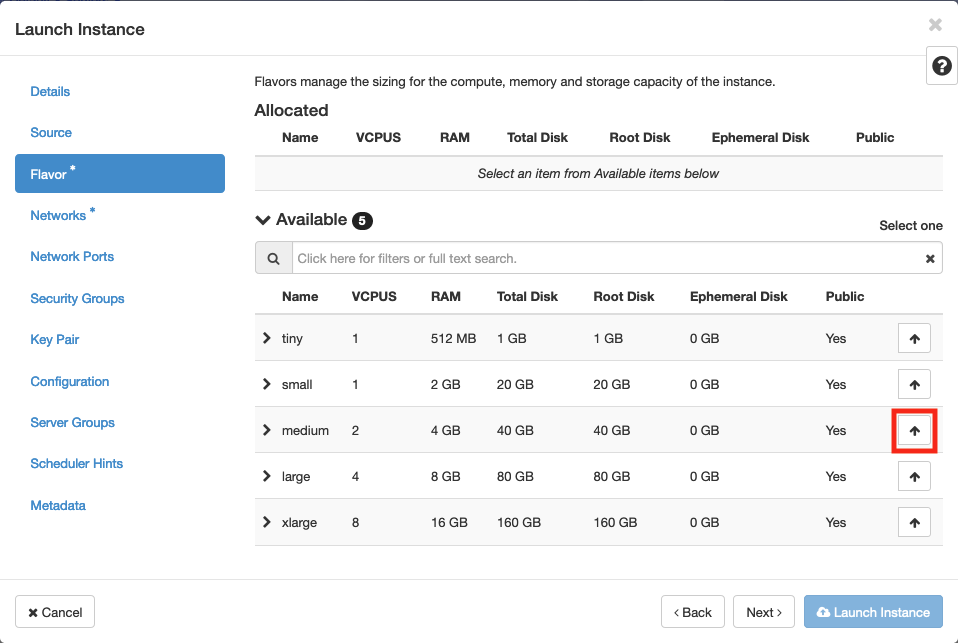 Launch Instance
Details
Source
Flavor *
Networks *
Network Ports
Security Groups
Key Pair
Configuration
Server Groups
Scheduler Hints
Metadata
Flavors manage the sizing for the compute, memory and storage capacity of the instance.
Allocated
Name VCPUS RAM Total Disk Root Disk Ephemeral Disk Public
Select an item from Available items below
Available 5
Select one
Click here for filters or full text search.
Name VCPUS RAM Total Disk Root Disk Ephemeral Disk Public
tiny 1 512 MB 1 GB 1 GB 0 GB Yes
small 1 2 GB 20 GB 20 GB 0 GB Yes
medium 2 4 GB 40 GB 40 GB 0 GB Yes
large 4 8 GB 80 GB 80 GB 0 GB Yes
xlarge 8 16 GB 160 GB 160 GB 0 GB Yes
Cancel
Back
Next
Launch Instance